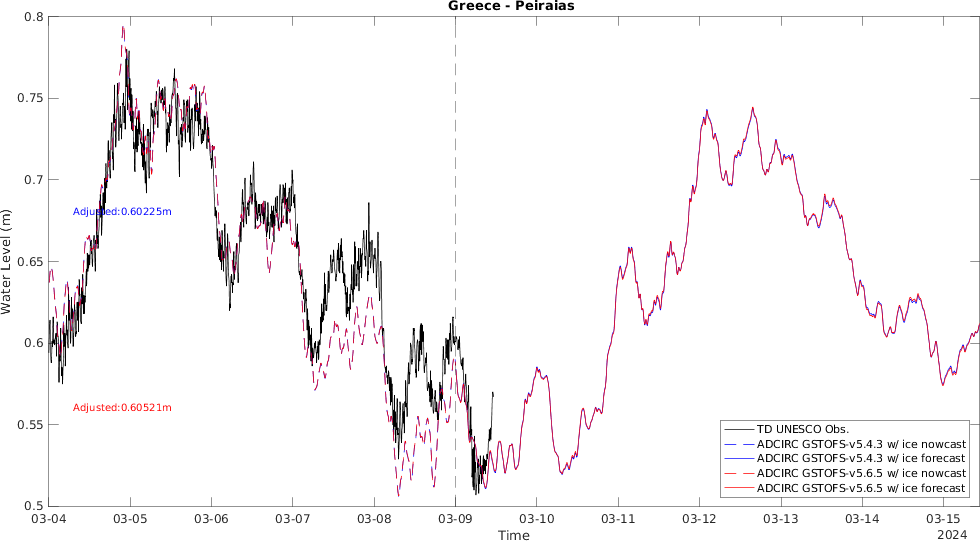 Greece - Peiraias
Water Level (m)
0.8
0.75
0.7
0.65
0.6
0.55
0.5
Adjusted:0.60225m
Adjusted:0.60521m
TD UNESCO Obs.
ADCIRC GSTOFS-v5.4.3 w/ ice nowcast
ADCIRC GSTOFS-v5.4.3 w/ ice forecast
ADCIRC GSTOFS-v5.6.5 w/ ice nowcast
ADCIRC GSTOFS-v5.6.5 w/ ice forecast
03-04 03-05 03-06 03-07 03-08 03-09 03-10 03-11 03-12 03-13 03-14 03-15
Time
2024